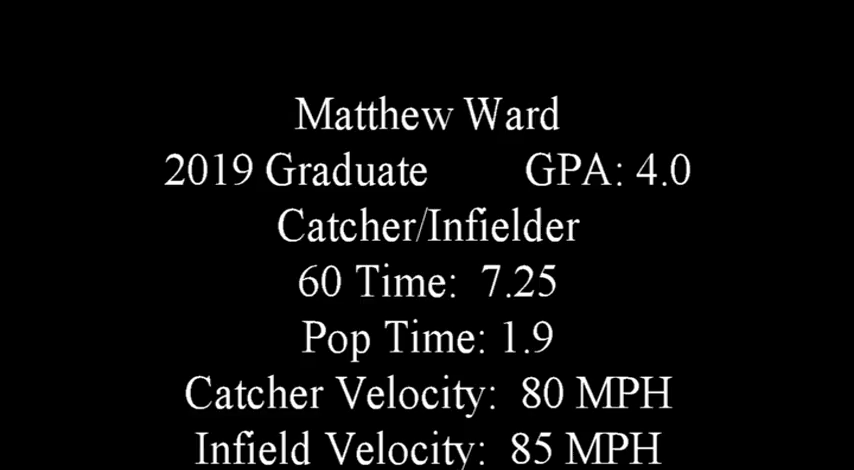 Matthew Ward
2019 Graduate GPA: 4.0
Catcher/Infielder
60 Time: 7.25
Pop Time: 1.9
Catcher Velocity: 80 MPH
Infield Velocity: 85 MPH